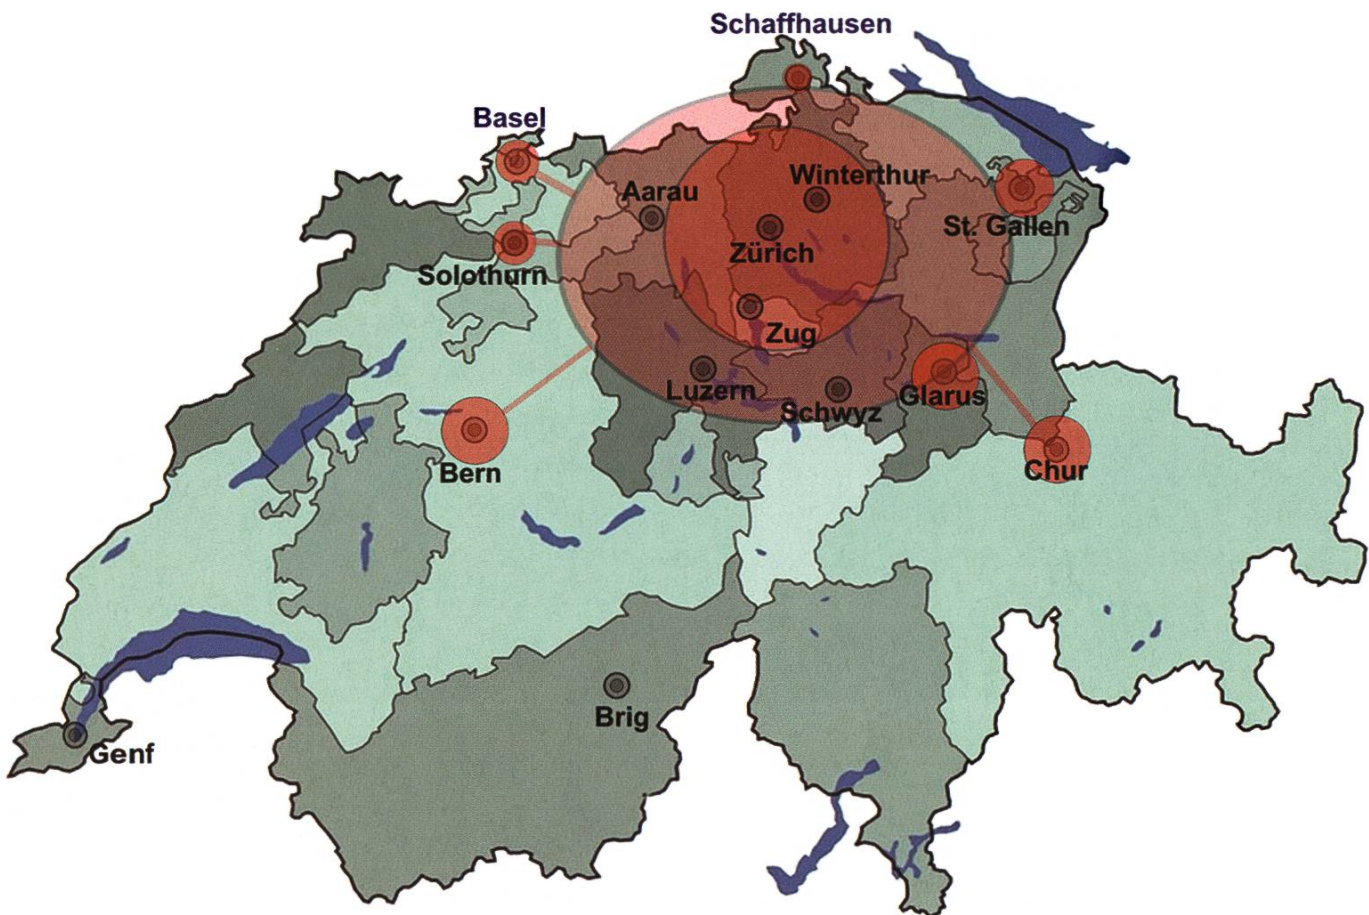 Schaffhausen
Basel
Winterthur
Aarau
St. Gallen
Zürich
Solothurn
Zug
Luzern
Glarus
Schwyz
Bern
Chur
Brig
Genf